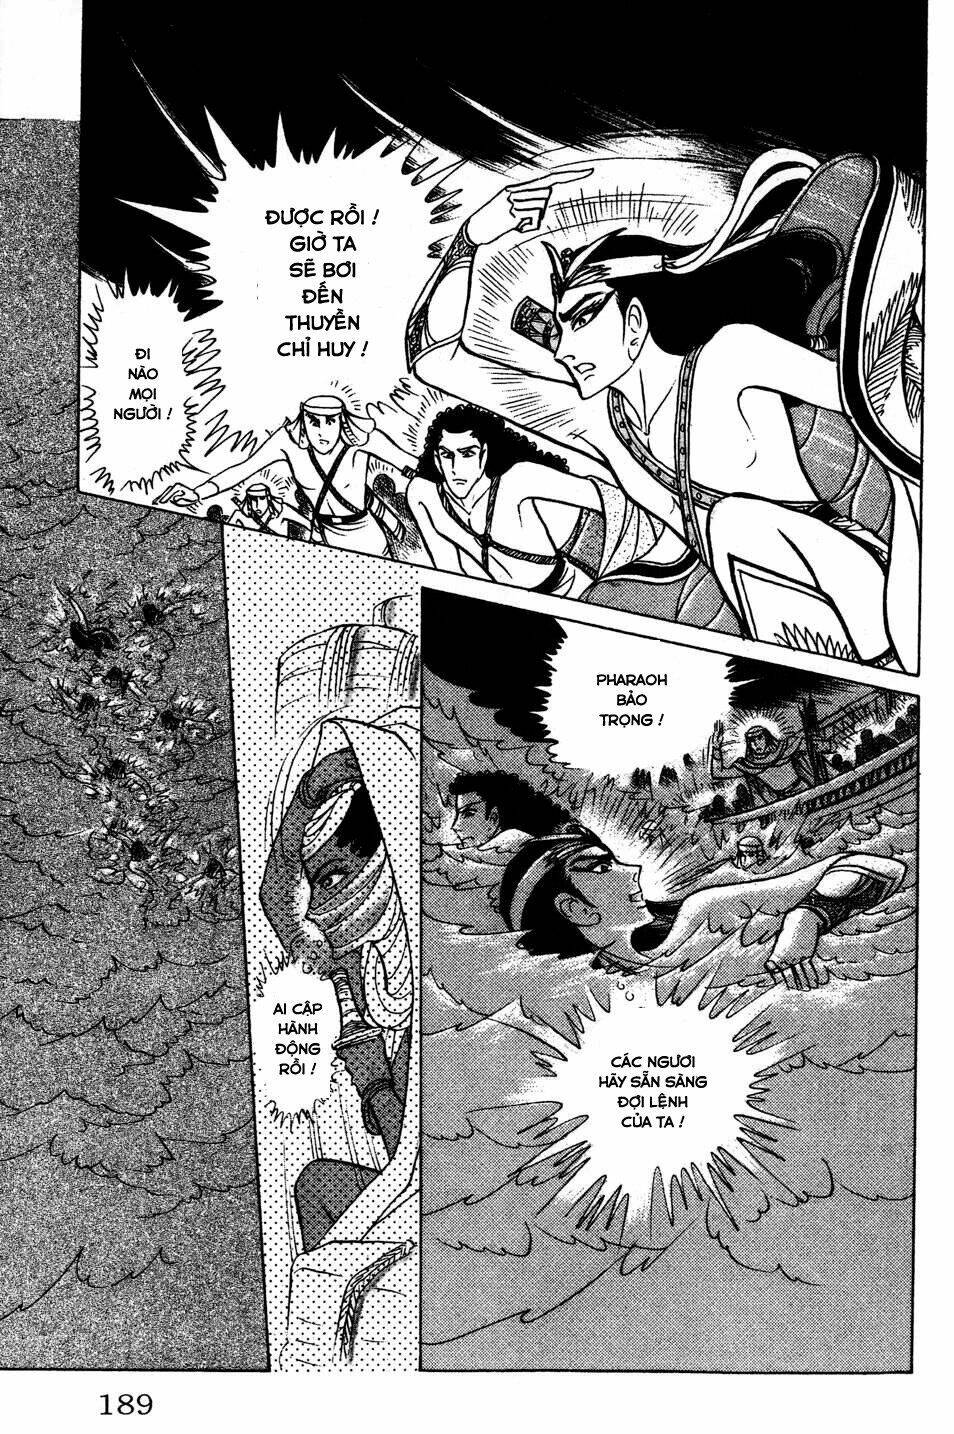 ĐƯỢC RỒI !
GIỜ TA
SẼ BƠI
ĐẾN
THUYỀN
CHỈ HUY !
ĐI
NÀO
MỌI
NGƯỜI !
PHARAOH
BẢO
TRỌNG !
CÁC NGƯƠI
HÃY SẴN SÀNG
ĐỢI LỆNH
CỦA TA !
AI CẬP
HÀNH
ĐỘNG
RỒI !
189